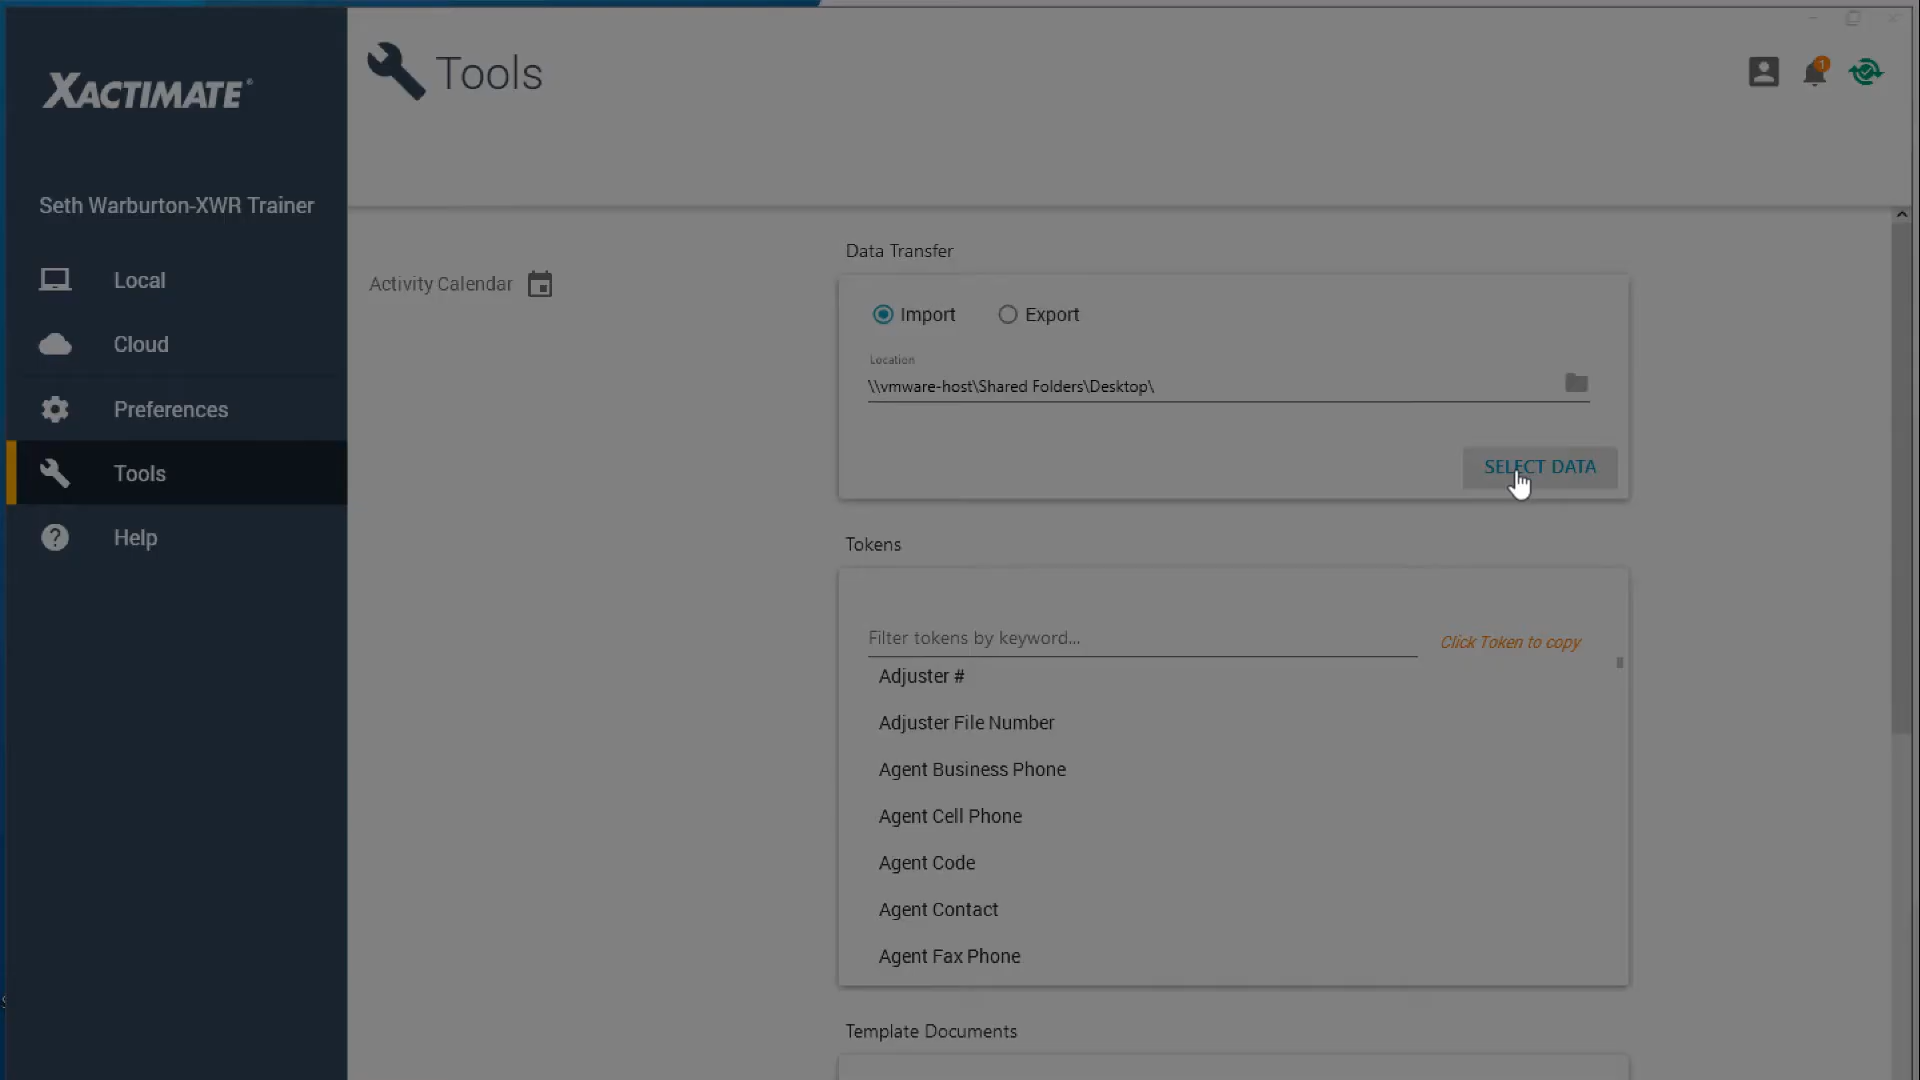 XACTIMATE®
Tools
1
Seth Warburton-XWR Trainer
Local
Cloud
Preferences
Tools
Help
Activity Calendar
Data Transfer
Import
Export
Location
\\vmware-host\Shared Folders\Desktop\
SELECT DATA
Tokens
Filter tokens by keyword...
Click Token to copy
Adjuster #
Adjuster File Number
Agent Business Phone
Agent Cell Phone
Agent Code
Agent Contact
Agent Fax Phone
Template Documents